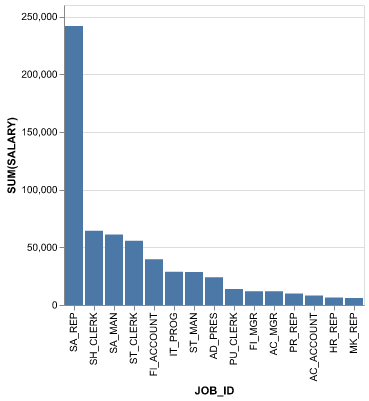 250,000
200,000
150,000
100,000
50,000
0
SUM(SALARY)
SA_REP
SH_CLERK
SA_MAN
ST_CLERK
FI_ACCOUNT
IT_PROG
ST_MAN
AD_PRES
PU_CLERK
FI_MGR
AC_MGR
PR_REP
AC_ACCOUNT
HR_REP
MK_REP
JOB_ID